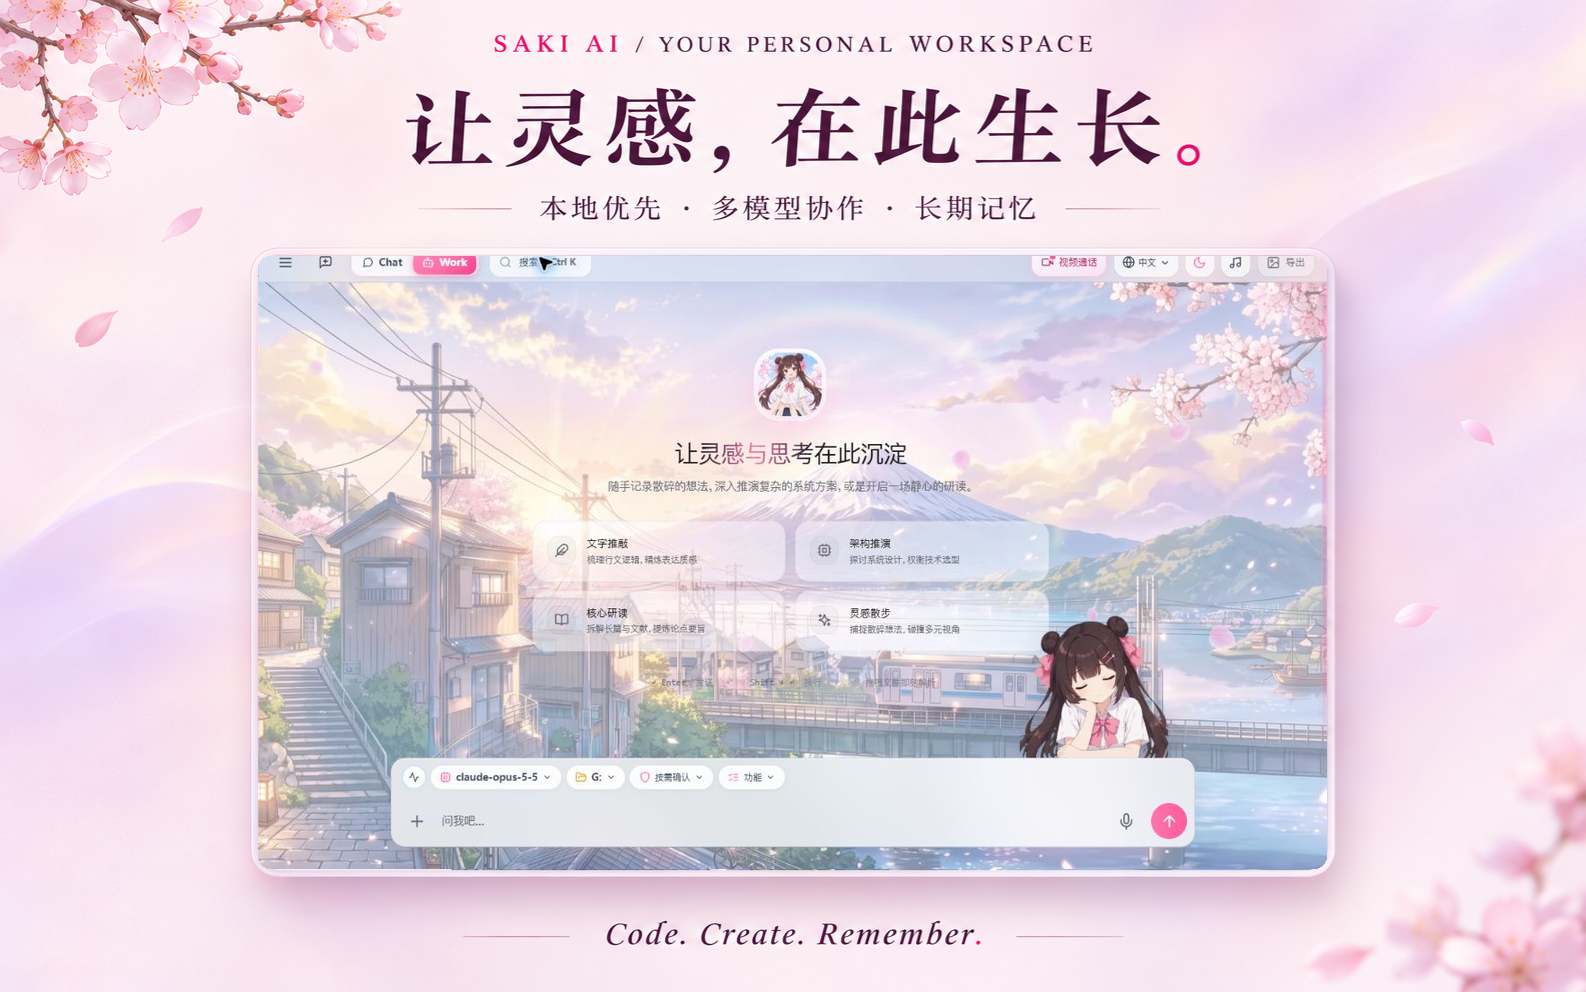 SAKI AI / YOUR PERSONAL WORKSPACE
让灵感，在此生长。
本地优先 · 多模型协作 · 长期记忆
Chat Work 搜索 Ctrl K 视频通话 中文 导出
让灵感与思考在此沉淀
随手记录散碎的想法，深入推演复杂的系统方案，或是开启一场静心的研读。
文字推敲
梳理行文逻辑，精炼表达质感
架构推演
探讨系统设计，权衡技术选型
核心研读
拆解长篇与文献，提炼论点要旨
灵感散步
捕捉散碎想法，碰撞多元视角
Enter 发送 Shift + 换行
claude-opus-5-5 G: 按需确认 功能
问我吧...
Code. Create. Remember.